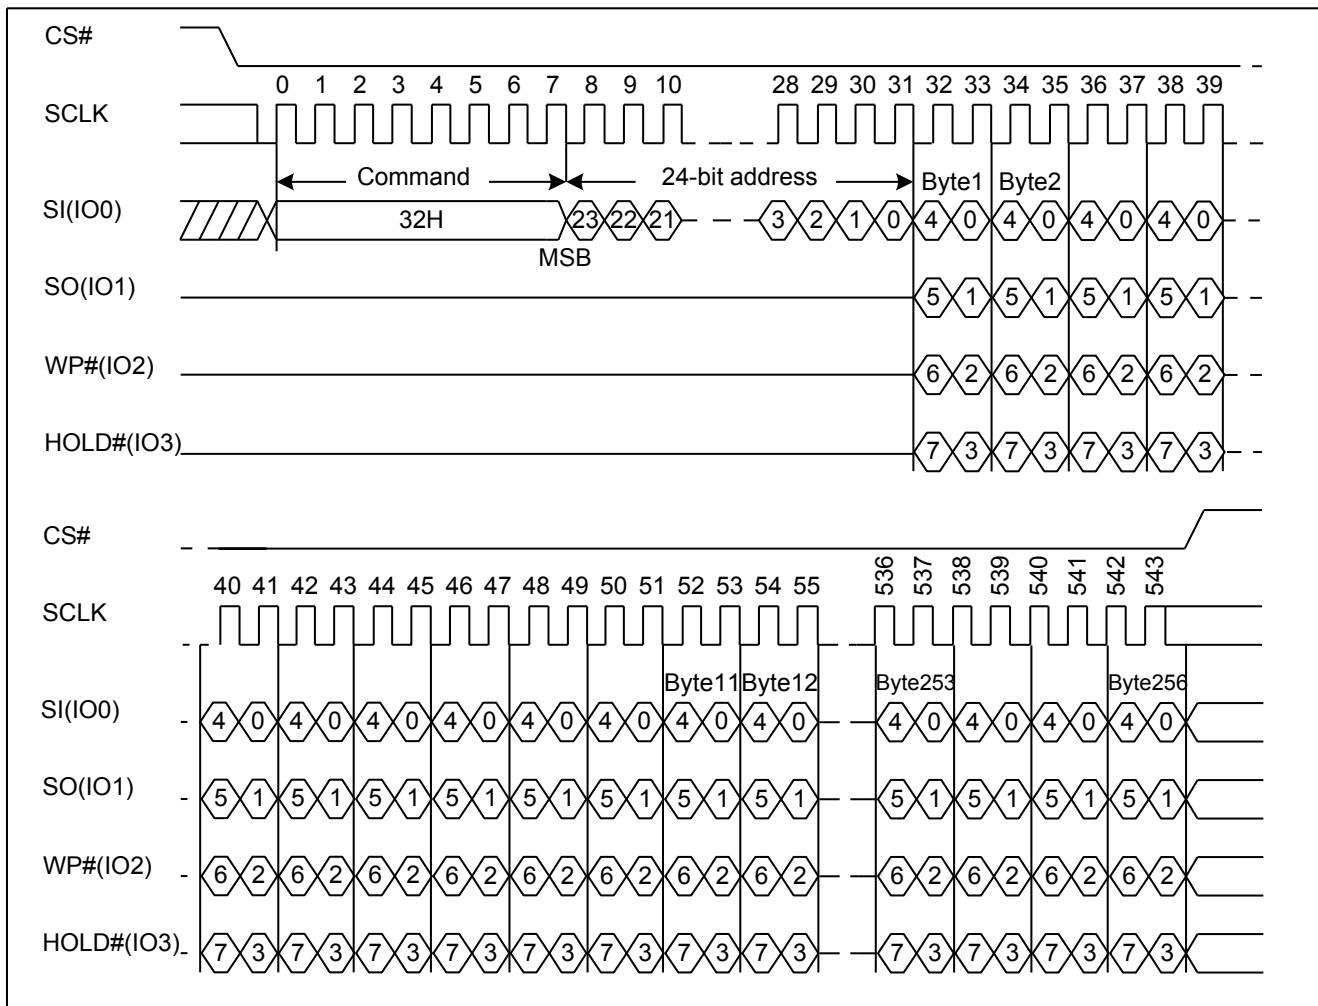 CS#
0 1 2 3 4 5 6 7 8 9 10 28 29 30 31 32 33 34 35 36 37 38 39
SCLK
Command 24-bit address Byte1 Byte2
SI(IO0) 32H 23 22 21 3 2 1 0 4 0 4 0 4 0 4 0
MSB
SO(IO1) 5 1 5 1 5 1 5 1
WP#(IO2) 6 2 6 2 6 2 6 2
HOLD#(IO3) 7 3 7 3 7 3 7 3
CS#
40 41 42 43 44 45 46 47 48 49 50 51 52 53 54 55 536 537 538 539 540 541 542 543
SCLK
Byte11 Byte12 Byte253 Byte256
SI(IO0) 4 0 4 0 4 0 4 0 4 0 4 0 4 0 4 0 4 0 4 0 4 0 4 0
SO(IO1) 5 1 5 1 5 1 5 1 5 1 5 1 5 1 5 1 5 1 5 1 5 1 5 1
WP#(IO2) 6 2 6 2 6 2 6 2 6 2 6 2 6 2 6 2 6 2 6 2 6 2 6 2
HOLD#(IO3) 7 3 7 3 7 3 7 3 7 3 7 3 7 3 7 3 7 3 7 3 7 3 7 3